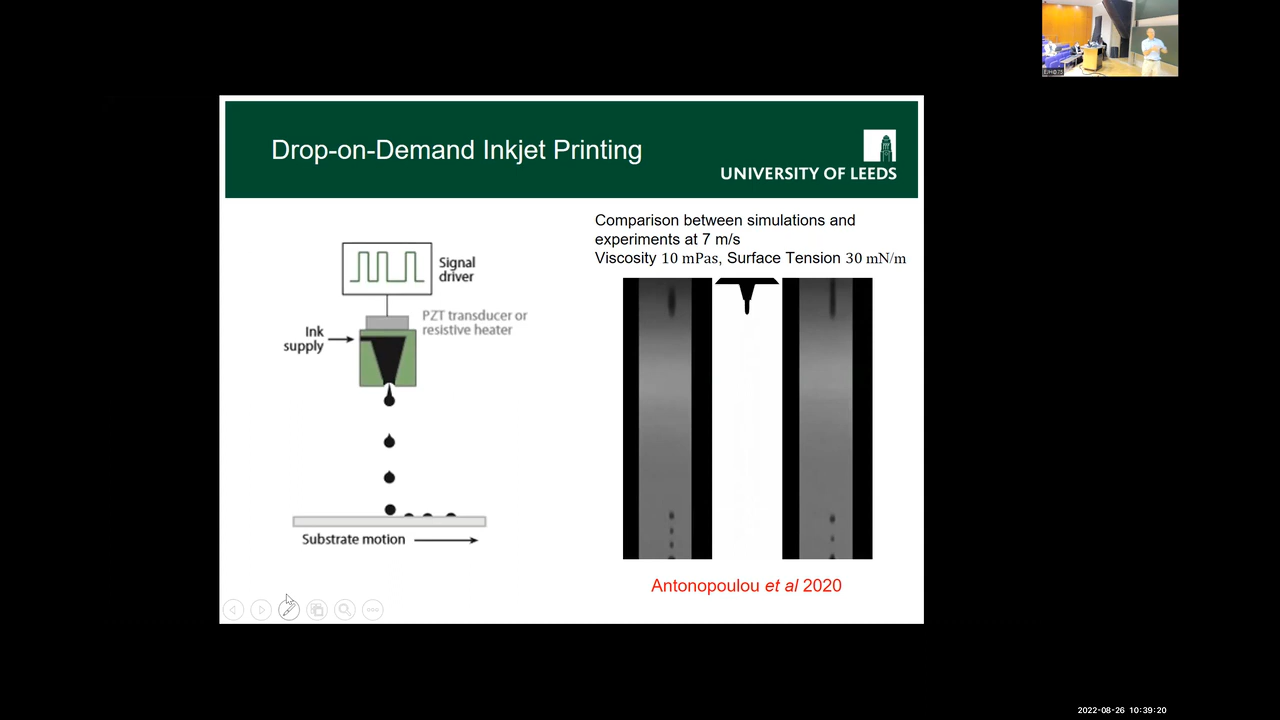 Drop-on-Demand Inkjet Printing
UNIVERSITY OF LEEDS
Comparison between simulations and
experiments at 7 m/s
Viscosity 10 mPas, Surface Tension 30 mN/m
Signal
driver
PZT transducer or
resistive heater
Ink
supply
Substrate motion
Antonopoulou et al 2020
2022-08-26 10:39:20